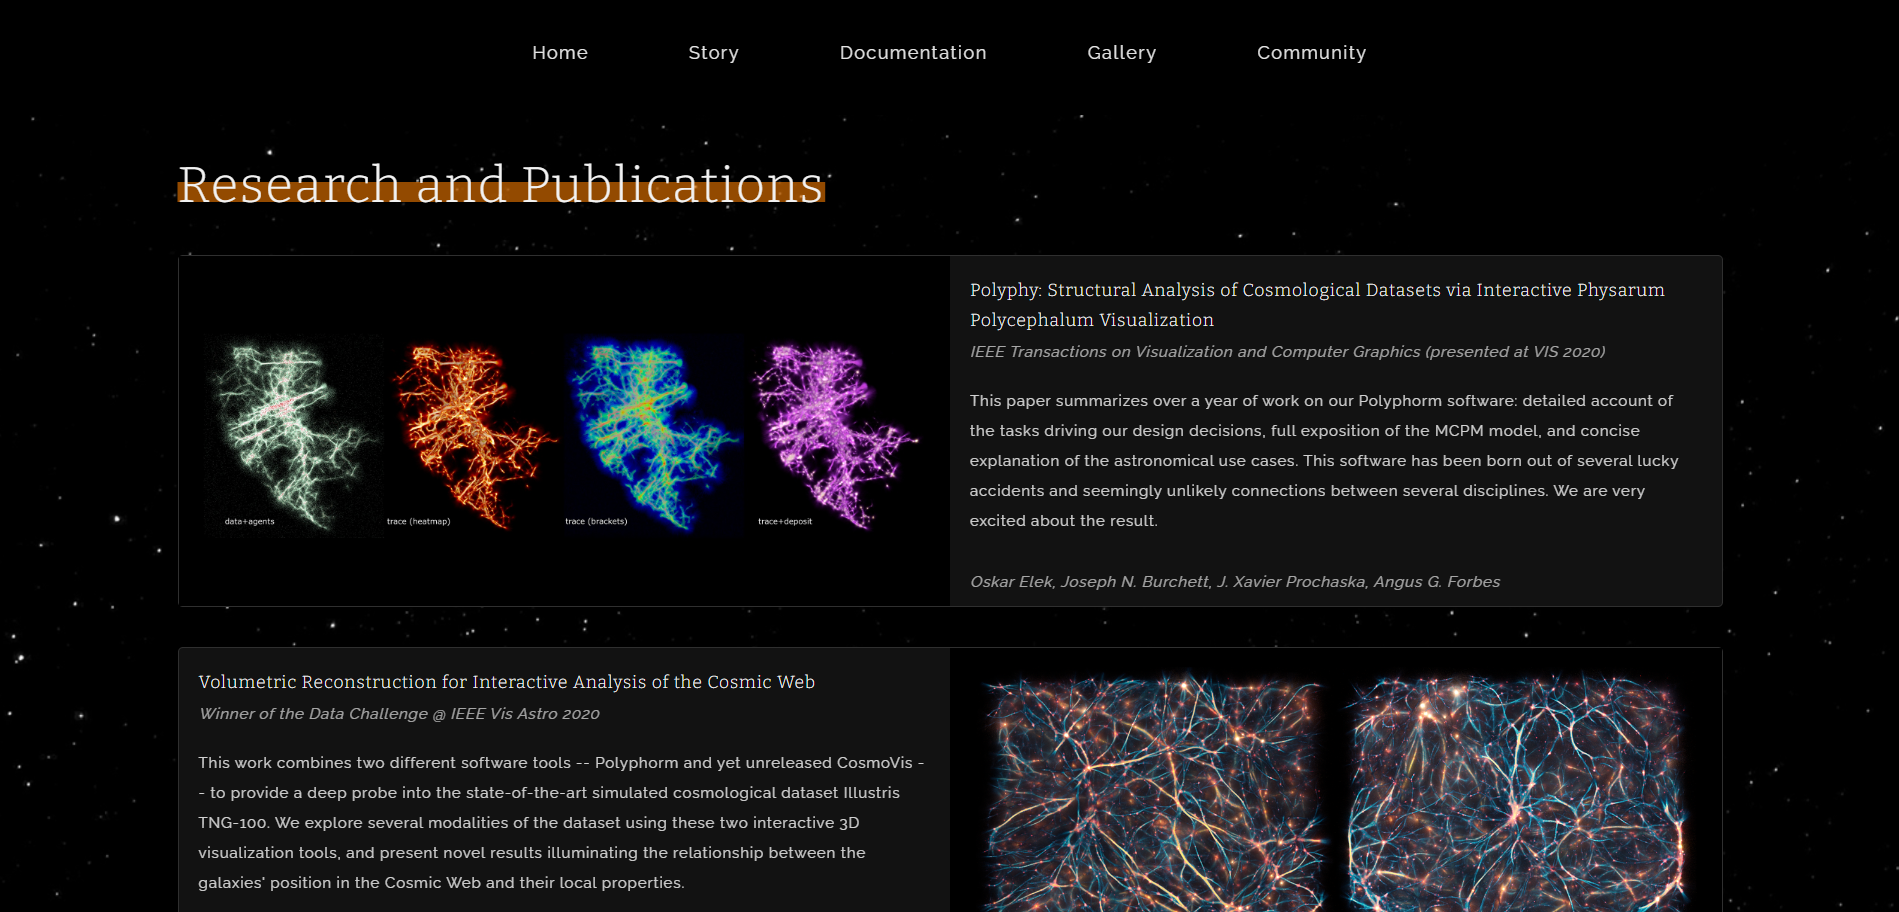 Home Story Documentation Gallery Community
Research and Publications
data+agents trace (heatmap) trace (brackets) trace+deposit
Polyphy: Structural Analysis of Cosmological Datasets via Interactive Physarum
Polycephalum Visualization
IEEE Transactions on Visualization and Computer Graphics (presented at VIS 2020)
This paper summarizes over a year of work on our Polyphorm software: detailed account of
the tasks driving our design decisions, full exposition of the MCPM model, and concise
explanation of the astronomical use cases. This software has been born out of several lucky
accidents and seemingly unlikely connections between several disciplines. We are very
excited about the result.
Oskar Elek, Joseph N. Burchett, J. Xavier Prochaska, Angus G. Forbes
Volumetric Reconstruction for Interactive Analysis of the Cosmic Web
Winner of the Data Challenge @ IEEE Vis Astro 2020
This work combines two different software tools -- Polyphorm and yet unreleased CosmoVis -
- to provide a deep probe into the state-of-the-art simulated cosmological dataset Illustris
TNG-100. We explore several modalities of the dataset using these two interactive 3D
visualization tools, and present novel results illuminating the relationship between the
galaxies' position in the Cosmic Web and their local properties.